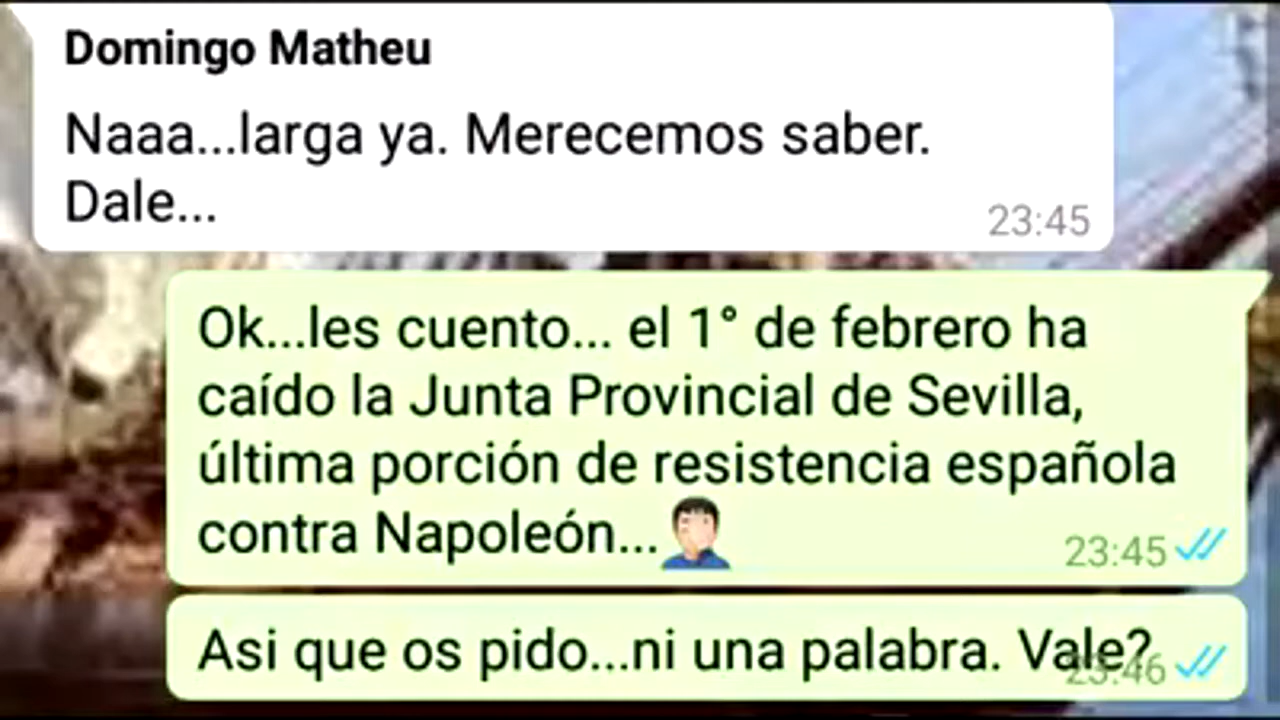 Domingo Matheu
Naaa...larga ya. Merecemos saber.
Dale...
23:45
Ok...les cuento... el 1° de febrero ha
caído la Junta Provincial de Sevilla,
última porción de resistencia española
contra Napoleón...🤦‍♂️
23:45
Asi que os pido...ni una palabra. Vale?
23:46